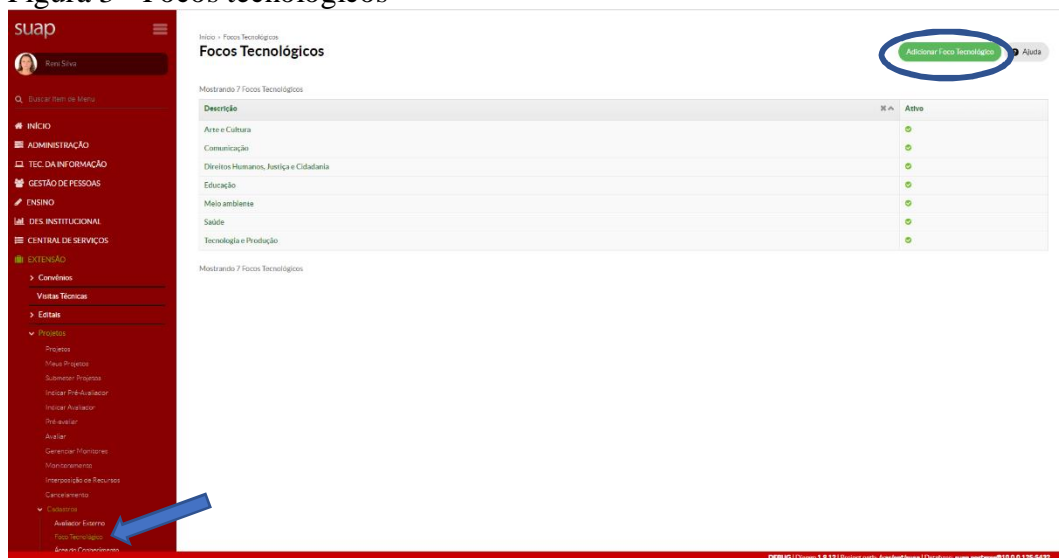 Figura 3 - Focos tecnológicos
suap
Reni Silva
Buscar Item de Menu
INÍCIO
ADMINISTRAÇÃO
TEC. DA INFORMAÇÃO
GESTÃO DE PESSOAS
ENSINO
DES. INSTITUCIONAL
CENTRAL DE SERVIÇOS
EXTENSÃO
Convênios
Visitas Técnicas
Editais
Projetos
Projetos
Meus Projetos
Submeter Projetos
Indicar Pré-Avaliador
Indicar Avaliador
Pré-avaliar
Avaliar
Gerenciar Monitores
Monitoramento
Interposição de Recursos
Cancelamento
Cadastros
Avaliador Externo
Foco Tecnológico
Área do Conhecimento
Início » Focos Tecnológicos
Focos Tecnológicos
Adicionar Foco Tecnológico
Ajuda
Mostrando 7 Focos Tecnológicos
Descrição Ativo
Arte e Cultura
Comunicação
Direitos Humanos, Justiça e Cidadania
Educação
Meio ambiente
Saúde
Tecnologia e Produção
Mostrando 7 Focos Tecnológicos